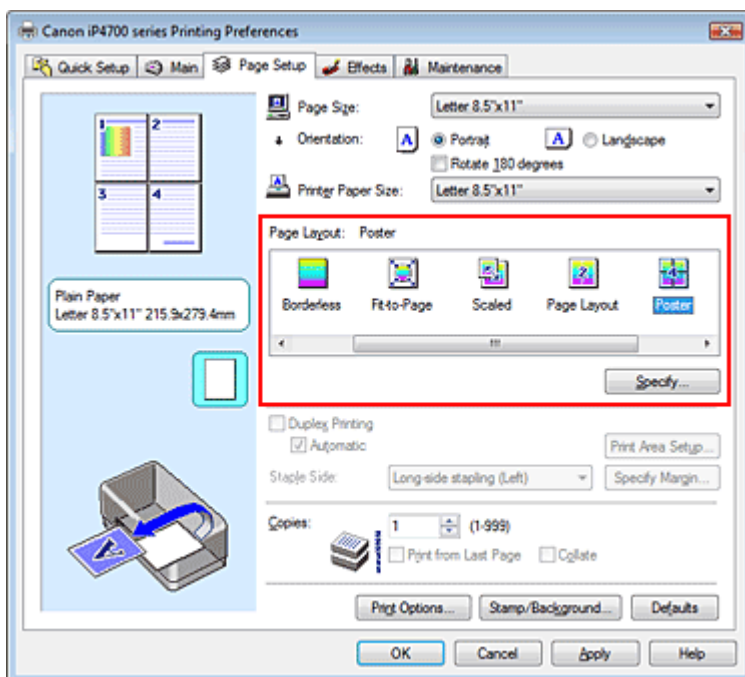 Canon iP4700 series Printing Preferences
Quick Setup Main Page Setup Effects Maintenance
1 2
3 4
Plain Paper
Letter 8.5"x11" 215.9x279.4mm
Page Size: Letter 8.5"x11"
Orientation: A Portrait A Landscape
Rotate 180 degrees
Printer Paper Size: Letter 8.5"x11"
Page Layout: Poster
Borderless Fit-to-Page Scaled Page Layout Poster
Specify...
Duplex Printing
Automatic Print Area Setup...
Staple Side: Long-side stapling (Left) Specify Margin...
Copies: 1 (1-999)
Print from Last Page Collate
Print Options... Stamp/Background... Defaults
OK Cancel Apply Help